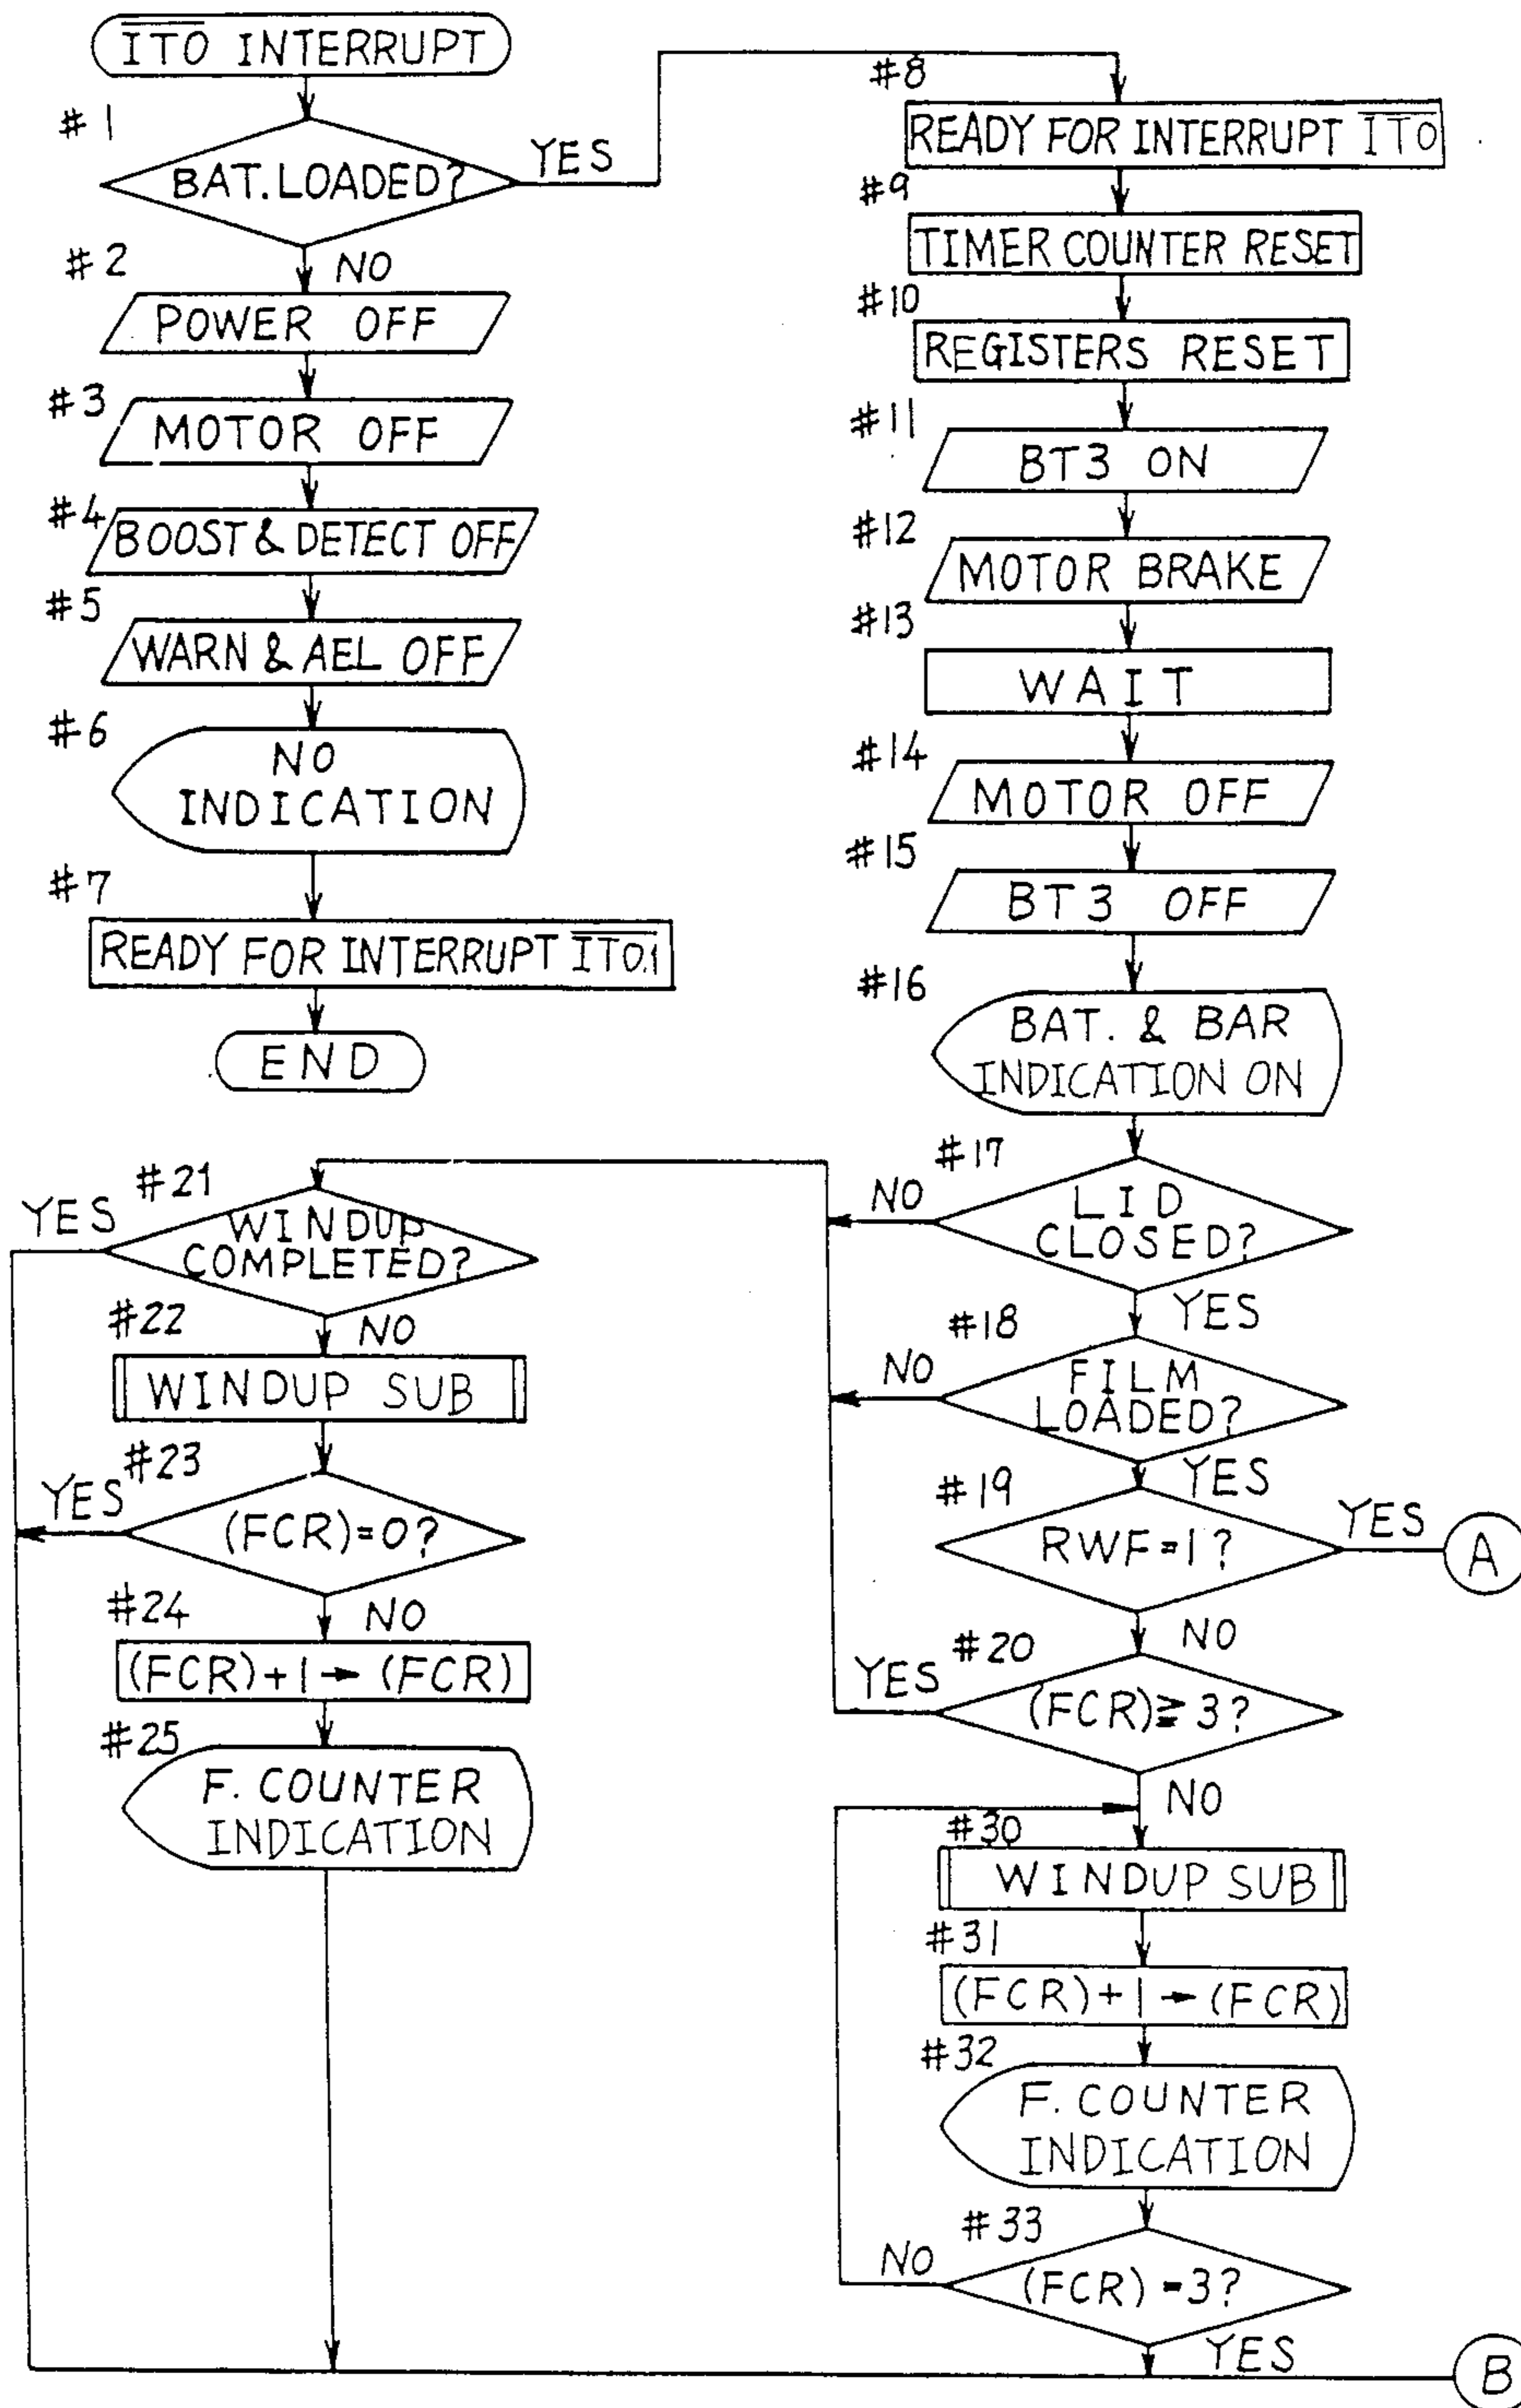 ITO INTERRUPT
#1
BAT.LOADED?
YES
NO
#2
POWER OFF
#3
MOTOR OFF
#4
BOOST & DETECT OFF
#5
WARN & AEL OFF
#6
NO
INDICATION
#7
READY FOR INTERRUPT ITO,1
END
#8
READY FOR INTERRUPT ITO
#9
TIMER COUNTER RESET
#10
REGISTERS RESET
#11
BT3 ON
#12
MOTOR BRAKE
#13
WAIT
#14
MOTOR OFF
#15
BT3 OFF
#16
BAT. & BAR
INDICATION ON
#17
LID
CLOSED?
NO
YES
#18
FILM
LOADED?
NO
YES
#19
RWF=1?
YES
A
NO
#20
(FCR)≧3?
YES
NO
#21
WINDUP
COMPLETED?
YES
NO
#22
WINDUP SUB
#23
(FCR)=0?
YES
NO
#24
(FCR)+1→(FCR)
#25
F. COUNTER
INDICATION
#30
WINDUP SUB
#31
(FCR)+1→(FCR)
#32
F. COUNTER
INDICATION
#33
(FCR)=3?
NO
YES
B